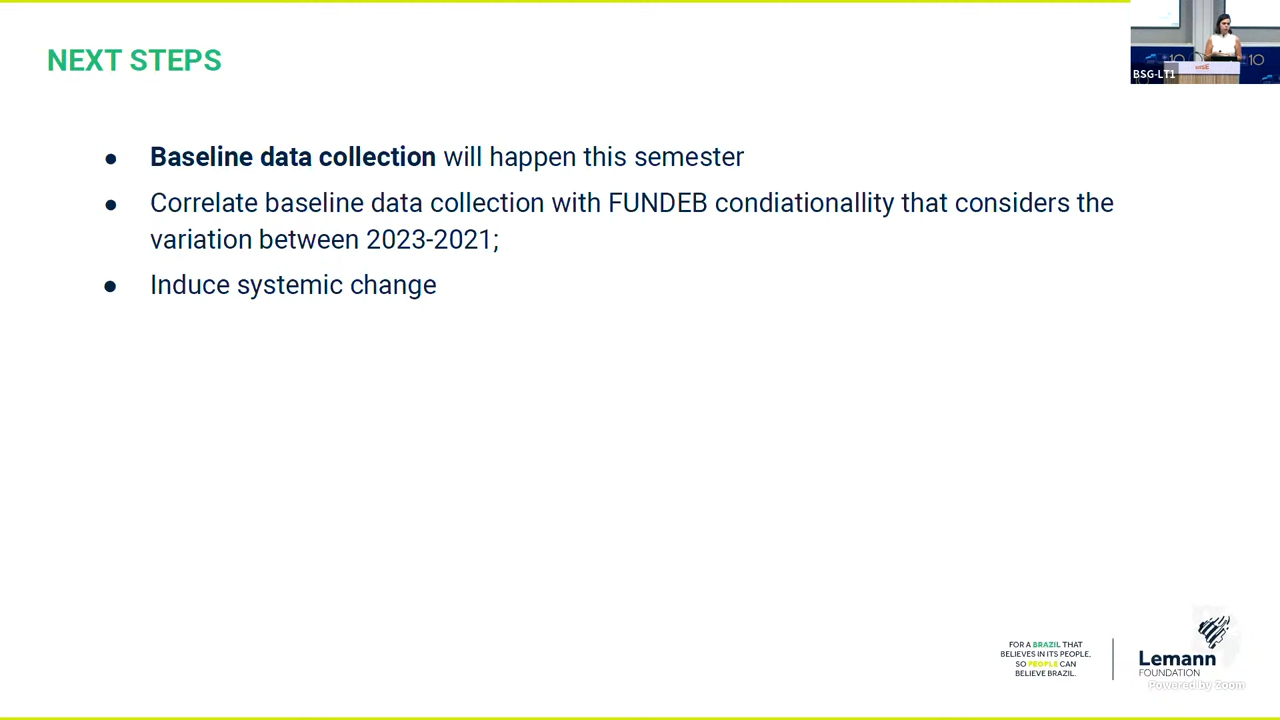 NEXT STEPS
BSG-LT1
● Baseline data collection will happen this semester
● Correlate baseline data collection with FUNDEB condiationallity that considers the
variation between 2023-2021;
● Induce systemic change
FOR A BRAZIL THAT
BELIEVES IN ITS PEOPLE,
SO PEOPLE CAN
BELIEVE BRAZIL.
Lemann
FOUNDATION
Powered by Zoom